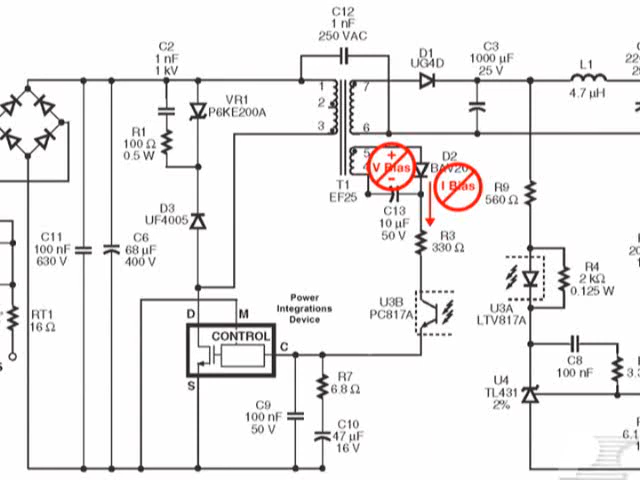 C12
1 nF
250 VAC
C2
1 nF
1 kV
VR1
P6KE200A
R1
100 Ω
0.5 W
D3
UF4005
C11
100 nF
630 V
C6
68 µF
400 V
RT1
16 Ω
1
2
3
7
6
5
T1
EF25
D1
UG4D
C3
1000 µF
25 V
L1
4.7 µH
+
V Bias
-
D2
I Bias
C13
10 µF
50 V
R3
330 Ω
R9
560 Ω
U3B
PC817A
U3A
LTV817A
R4
2 kΩ
0.125 W
Power
Integrations
Device
D
M
CONTROL
C
S
R7
6.8 Ω
C9
100 nF
50 V
C10
47 µF
16 V
C8
100 nF
U4
TL431
2%